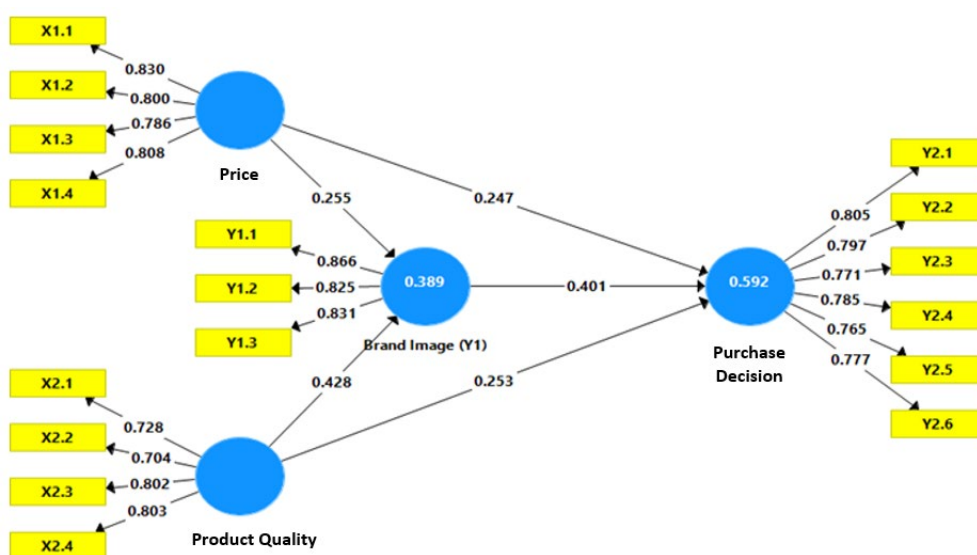 X1.1
X1.2
X1.3
X1.4
0.830
0.800
0.786
0.808
Price
0.255
0.247
Y1.1
Y1.2
Y1.3
0.866
0.825
0.831
0.389
Brand Image (Y1)
0.401
0.428
0.253
X2.1
X2.2
X2.3
X2.4
0.728
0.704
0.802
0.803
Product Quality
0.592
Purchase
Decision
0.805
0.797
0.771
0.785
0.765
0.777
Y2.1
Y2.2
Y2.3
Y2.4
Y2.5
Y2.6